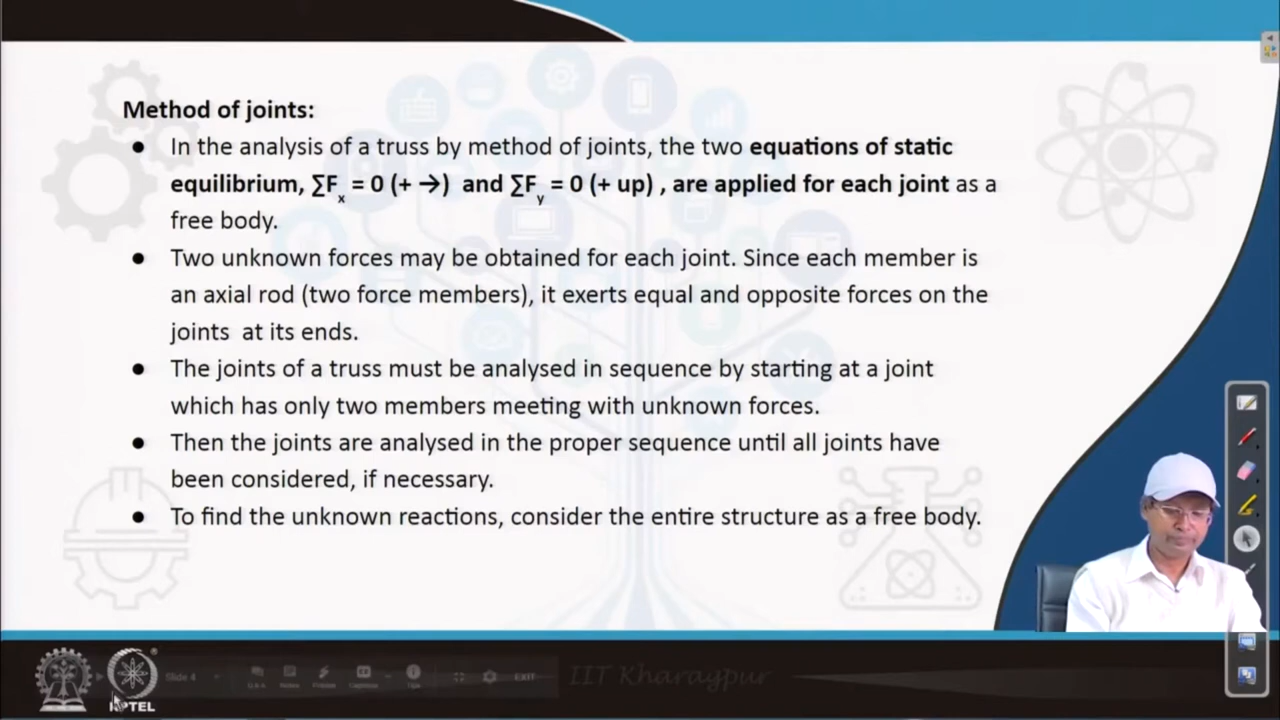 Method of joints:
● In the analysis of a truss by method of joints, the two equations of static
equilibrium, ∑Fx = 0 (+ →) and ∑Fy = 0 (+ up) , are applied for each joint as a
free body.
● Two unknown forces may be obtained for each joint. Since each member is
an axial rod (two force members), it exerts equal and opposite forces on the
joints at its ends.
● The joints of a truss must be analysed in sequence by starting at a joint
which has only two members meeting with unknown forces.
● Then the joints are analysed in the proper sequence until all joints have
been considered, if necessary.
● To find the unknown reactions, consider the entire structure as a free body.
Slide 4
EXIT
IIT Kharaypur
NPTEL